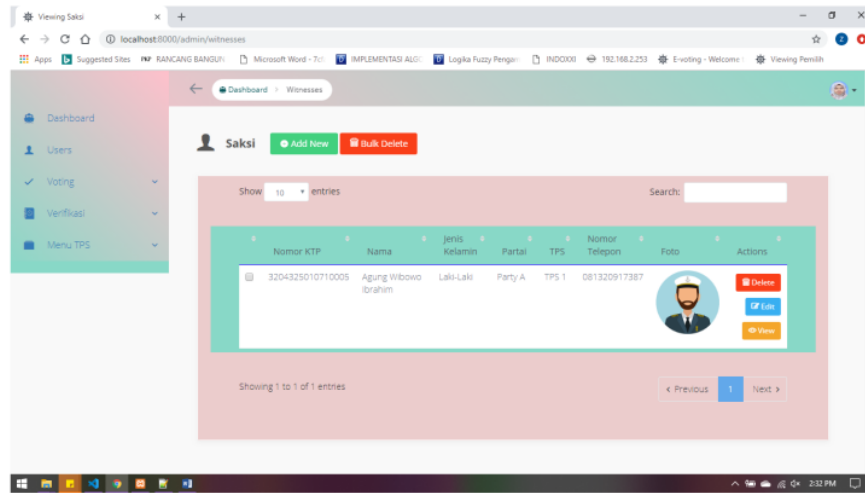 Viewing Saksi
localhost:8000/admin/witnesses
Apps Suggested Sites RANCANG BANGUN Microsoft Word - 7c IMPLEMENTASI ALG Logika Fuzzy Pengam INDOXXI 192.168.2.253 E-voting - Welcome Viewing Pemilih
Dashboard > Witnesses
Dashboard
Users
Voting
Verifikasi
Menu TPS
Saksi Add New Bulk Delete
Show 10 entries Search:
Nomor KTP Nama Jenis Kelamin Partai TPS Nomor Telepon Foto Actions
3204325010710005 Agung Wibowo Laki-Laki Party A TPS 1 081320917387 Delete
Ibrahim
Edit
View
Showing 1 to 1 of 1 entries
< Previous 1 Next >
2:32 PM